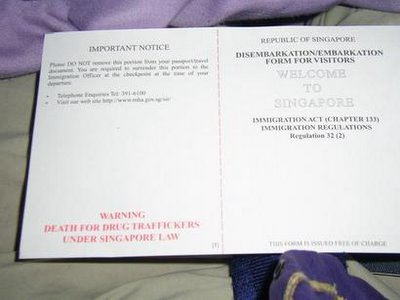 IMPORTANT NOTICE
Please DO NOT remove this portion from your passport/travel
document. You are required to surrender this portion to the
Immigration Officer at the checkpoint at the time of your
departure.
• Telephone Enquiries Tel: 391-6100
• Visit our web site http://www.mha.gov.sg/sir/
WARNING
DEATH FOR DRUG TRAFFICKERS
UNDER SINGAPORE LAW
[1]
REPUBLIC OF SINGAPORE
DISEMBARKATION/EMBARKATION
FORM FOR VISITORS
WELCOME
TO
SINGAPORE
IMMIGRATION ACT (CHAPTER 133)
IMMIGRATION REGULATIONS
Regulation 32 (2)
THIS FORM IS ISSUED FREE OF CHARGE